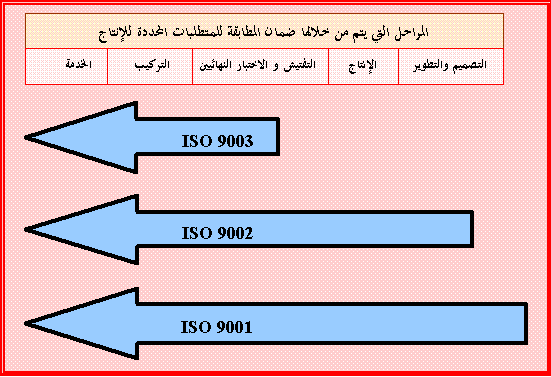 المراحل التي يتم من خلالها ضمان المطابقة للمتطلبات المحددة للإنتاج
التصميم والتطوير الإنتاج التفتيش و الاختبار النهائيين التركيب الخدمة
ISO 9003
ISO 9002
ISO 9001